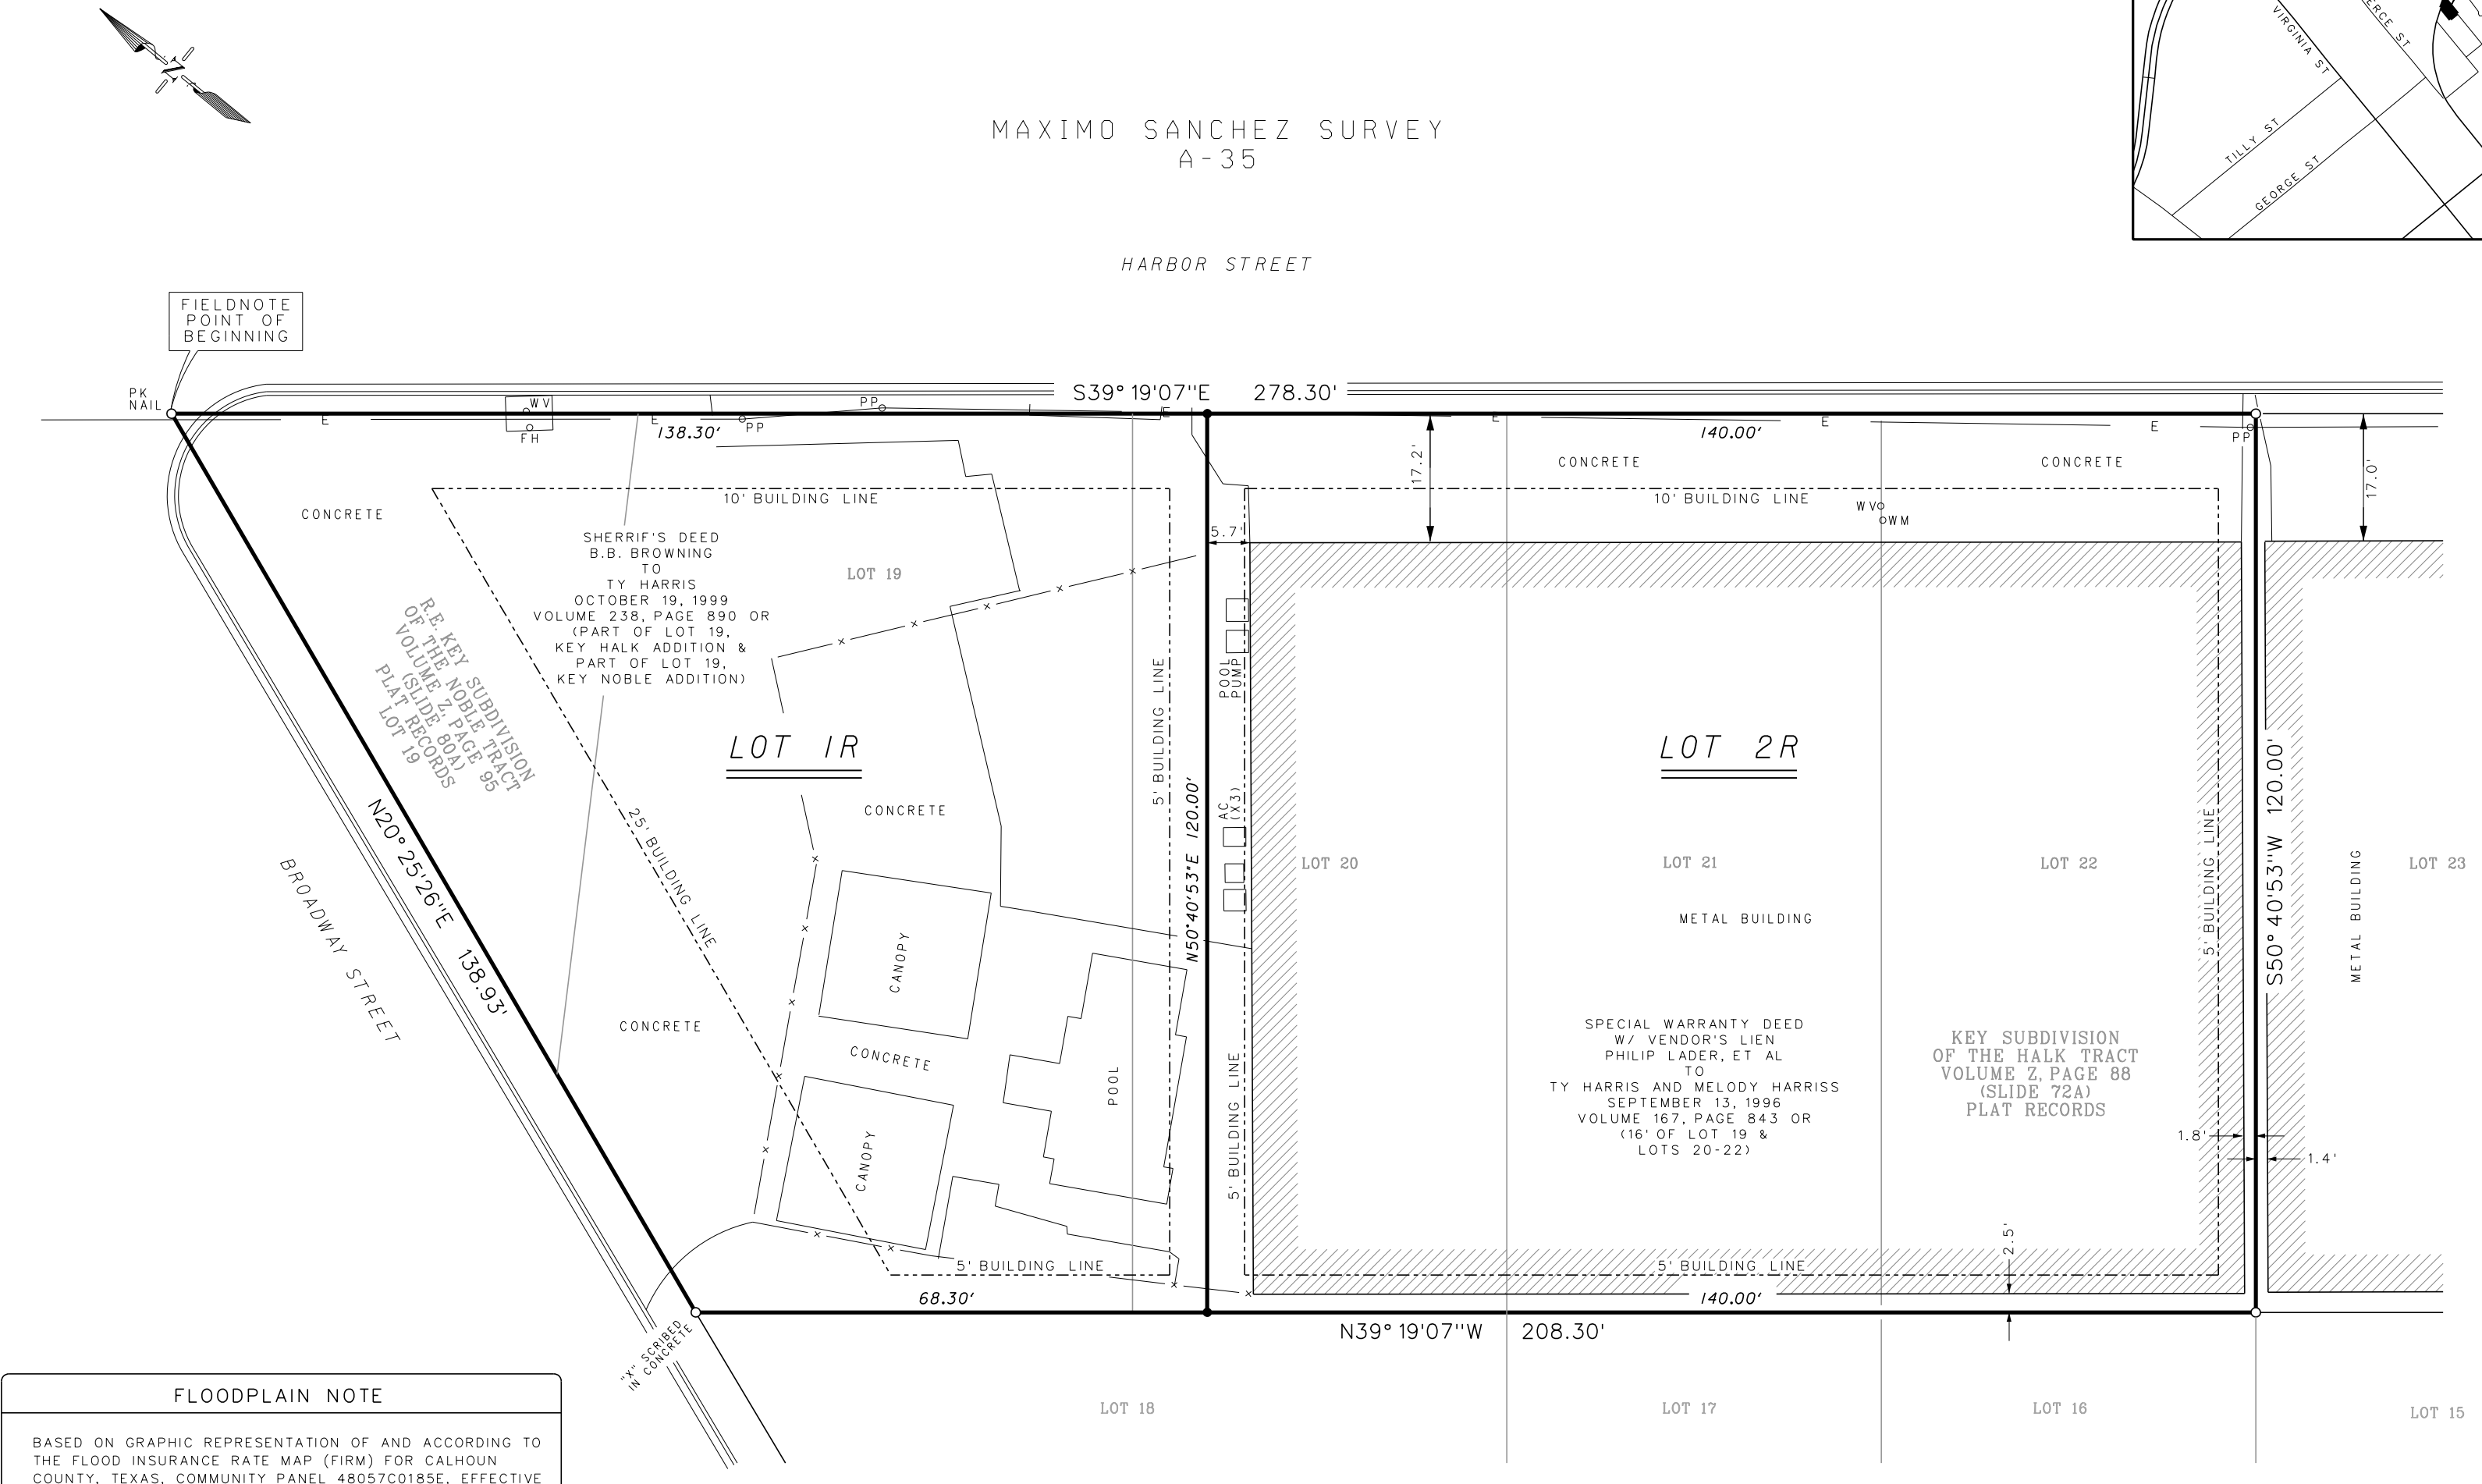 VIRGINIA ST
ERCE ST
TILLY ST
GEORGE ST
N
MAXIMO SANCHEZ SURVEY
A-35
HARBOR STREET
FIELDNOTE
POINT OF
BEGINNING
PK
NAIL
S39°19'07"E 278.30'
E
WV
FH
E
138.30'
PP
PP
E
E
140.00'
E
E
PP
CONCRETE
CONCRETE
CONCRETE
17.2'
17.0'
10' BUILDING LINE
10' BUILDING LINE
WV
WM
5.7'
SHERRIF'S DEED
B.B. BROWNING
TO
TY HARRIS
OCTOBER 19, 1999
VOLUME 238, PAGE 890 OR
(PART OF LOT 19,
KEY HALK ADDITION &
PART OF LOT 19,
KEY NOBLE ADDITION)
LOT 19
R.E. KEY SUBDIVISION
OF THE NOBLE TRACT
VOLUME Z, PAGE 95
(SLIDE 80A)
PLAT RECORDS
LOT 19
POOL
PUMP
5' BUILDING LINE
LOT 1R
LOT 2R
N20°25'26"E 138.93'
BROADWAY STREET
25' BUILDING LINE
CONCRETE
N50°40'53"E 120.00'
AC
(X3)
LOT 20
LOT 21
LOT 22
LOT 23
METAL BUILDING
5' BUILDING LINE
S50°40'53"W 120.00'
METAL BUILDING
CANOPY
CONCRETE
CONCRETE
CANOPY
POOL
5' BUILDING LINE
SPECIAL WARRANTY DEED
W/ VENDOR'S LIEN
PHILIP LADER, ET AL
TO
TY HARRIS AND MELODY HARRISS
SEPTEMBER 13, 1996
VOLUME 167, PAGE 843 OR
(16' OF LOT 19 &
LOTS 20-22)
KEY SUBDIVISION
OF THE HALK TRACT
VOLUME Z, PAGE 88
(SLIDE 72A)
PLAT RECORDS
1.8'
1.4'
2.5'
5' BUILDING LINE
5' BUILDING LINE
68.30'
140.00'
N39°19'07"W 208.30'
"X" SCRIBED
IN CONCRETE
LOT 18
LOT 17
LOT 16
LOT 15
FLOODPLAIN NOTE
BASED ON GRAPHIC REPRESENTATION OF AND ACCORDING TO
THE FLOOD INSURANCE RATE MAP (FIRM) FOR CALHOUN
COUNTY, TEXAS, COMMUNITY PANEL 48057C0185E, EFFECTIVE